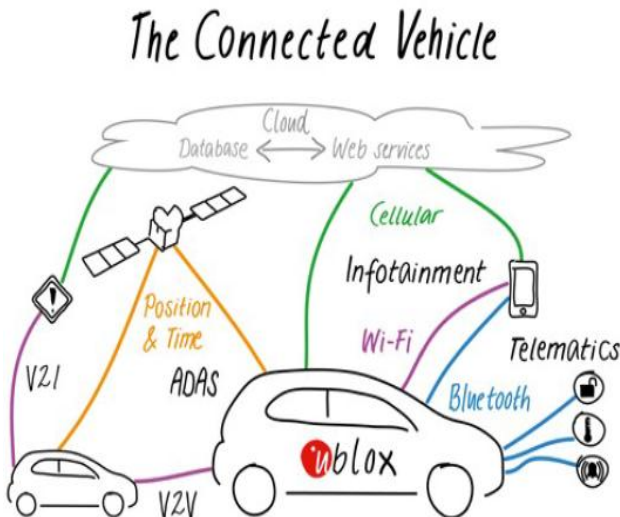 The Connected Vehicle
Cloud
Database Web services
Cellular
Infotainment
Position
& Time
Wi-Fi
Telematics
V2I
ADAS
Bluetooth
ublox
V2V
!